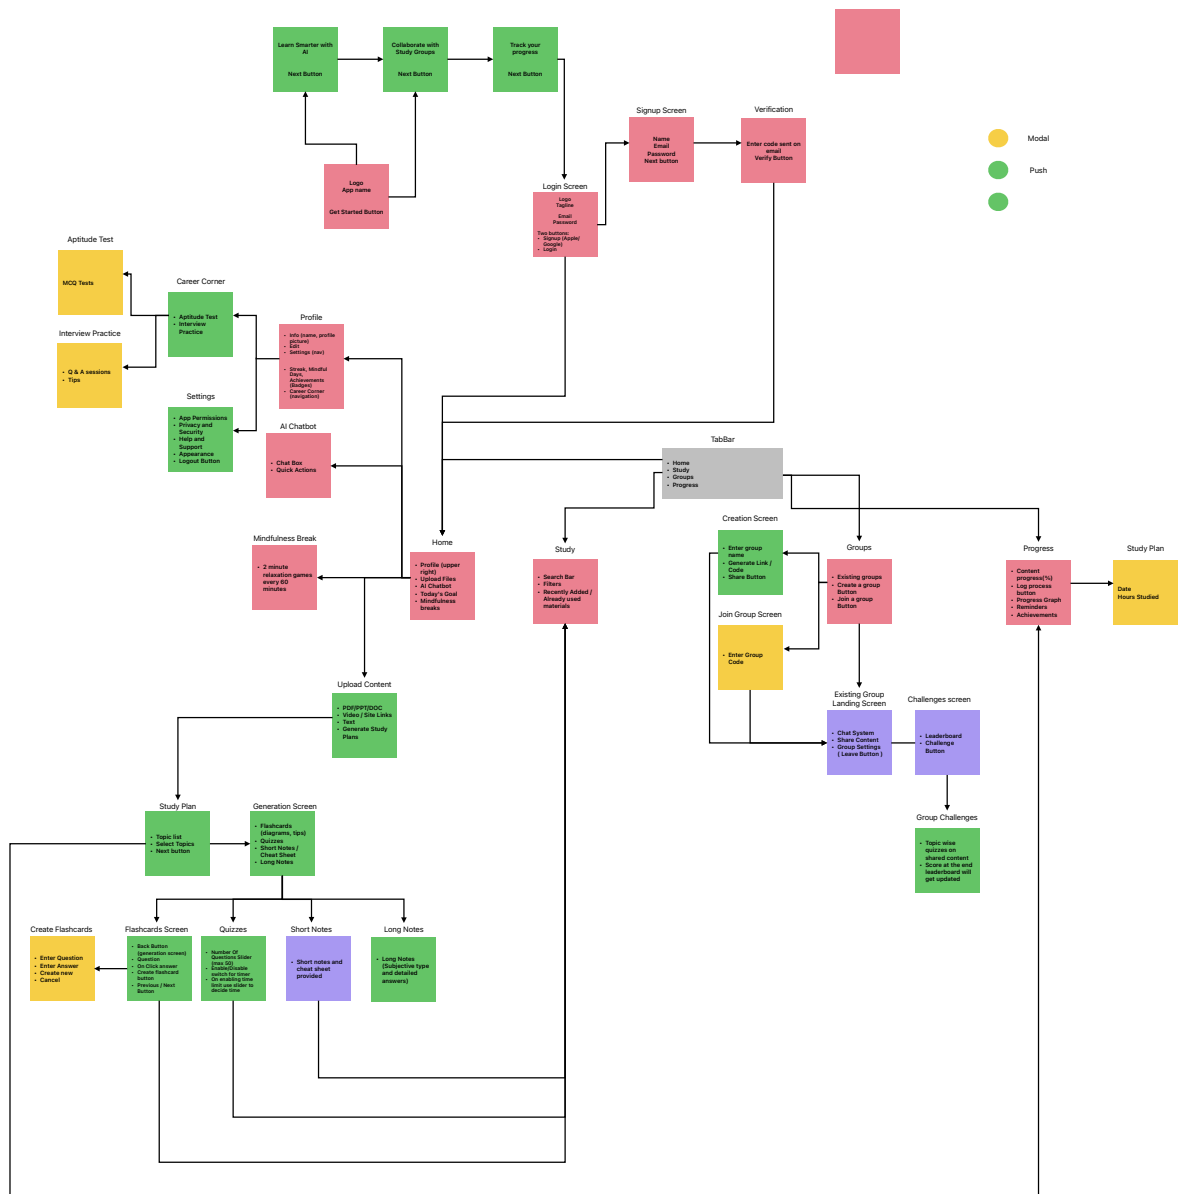 Learn Smarter with
AI
Next Button
Collaborate with
Study Groups
Next Button
Track your
progress
Next Button
Logo
App name
Get Started Button
Login Screen
Logo
Tagline
Email
Password
Two buttons:
• Signup (Apple/
Google)
• Login
Signup Screen
Name
Email
Password
Next button
Verification
Enter code sent on
email
Verify Button
Modal
Push
Aptitude Test
MCQ Tests
Career Corner
• Aptitude Test
• Interview
Practice
Interview Practice
• Q & A sessions
• Tips
Profile
• Info (name, profile
picture)
• Edit
• Settings (nav)
• Streak, Mindful
Days,
Achievements
(Badges)
• Career Corner
(navigation)
Settings
• App Permissions
• Privacy and
Security
• Help and
Support
• Appearance
• Logout Button
AI Chatbot
• Chat Box
• Quick Actions
TabBar
• Home
• Study
• Groups
• Progress
Mindfulness Break
• 2 minute
relaxation games
every 60
minutes
Home
• Profile (upper
right)
• Upload Files
• AI Chatbot
• Today's Goal
• Mindfulness
breaks
Study
• Search Bar
• Filters
• Recently Added /
Already used
materials
Creation Screen
• Enter group
name
• Generate Link /
Code
• Share Button
Groups
• Existing groups
• Create a group
Button
• Join a group
Button
Progress
• Content
progress(%)
• Log process
button
• Progress Graph
• Reminders
• Achievements
Study Plan
Date
Hours Studied
Join Group Screen
• Enter Group
Code
Upload Content
• PDF/PPT/DOC
• Video / Site Links
• Text
• Generate Study
Plans
Existing Group
Landing Screen
• Chat System
• Share Content
• Group Settings
( Leave Button )
Challenges screen
• Leaderboard
• Challenge
Button
Study Plan
• Topic list
• Select Topics
• Next button
Generation Screen
• Flashcards
(diagrams, tips)
• Quizzes
• Short Notes /
Cheat Sheet
• Long Notes
Group Challenges
• Topic wise
quizzes on
shared content
• Score at the end
leaderboard will
get updated
Create Flashcards
• Enter Question
• Enter Answer
• Create new
• Cancel
Flashcards Screen
• Back Button
(generation screen)
• Question
• On Click answer
• Create flashcard
button
• Previous / Next
Button
Quizzes
• Number Of
Questions Slider
(max 50)
• Enable/Disable
switch for timer
• On enabling time
limit use slider to
decide time
Short Notes
• Short notes and
cheat sheet
provided
Long Notes
• Long Notes
(Subjective type
and detailed
answers)